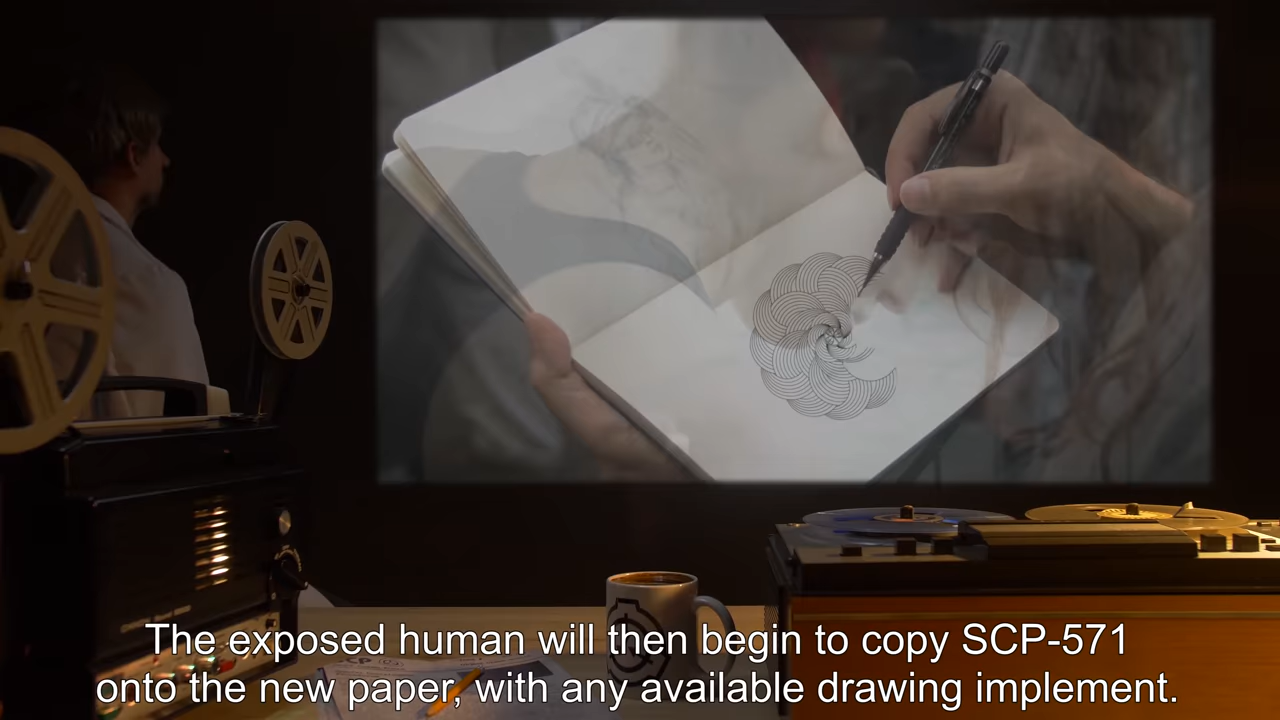 The exposed human will then begin to copy SCP-571
onto the new paper, with any available drawing implement.